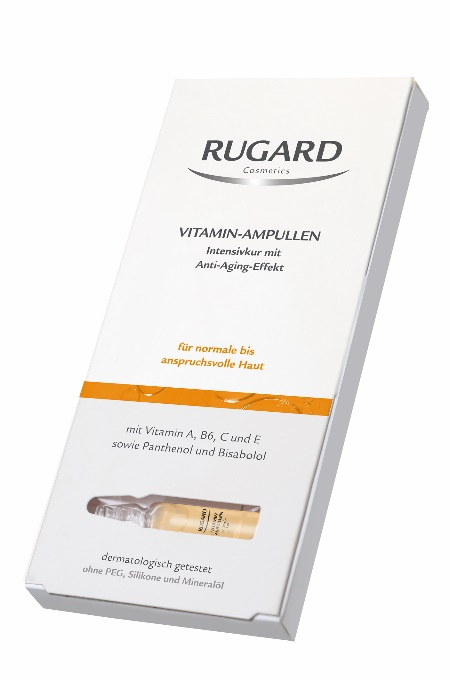 RUGARD
Cosmetics
VITAMIN-AMPULLEN
Intensivkur mit
Anti-Aging-Effekt
für normale bis
anspruchsvolle Haut
mit Vitamin A, B6, C und E
sowie Panthenol und Bisabolol
RUGARD
dermatologisch getestet
ohne PEG, Silikone und Mineralöl